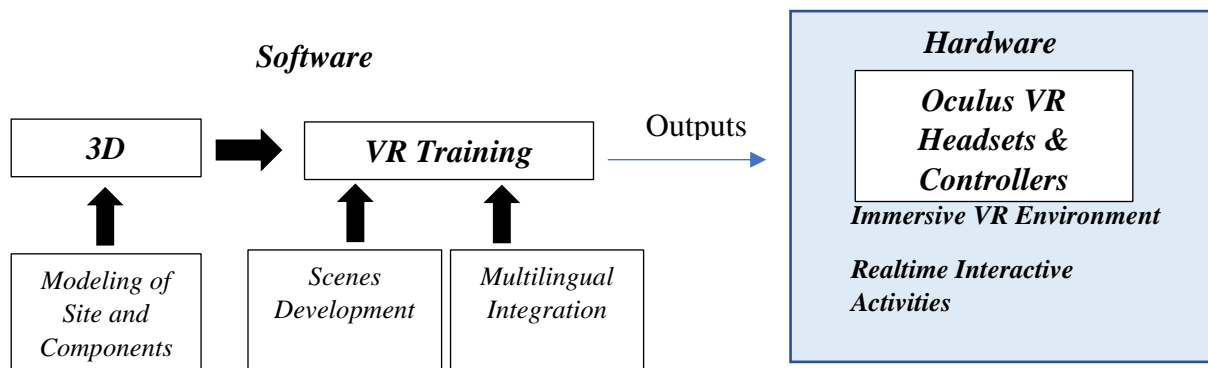 Software
3D
VR Training
Outputs
Modeling of
Site and
Components
Scenes
Development
Multilingual
Integration
Hardware
Oculus VR
Headsets &
Controllers
Immersive VR Environment
Realtime Interactive
Activities